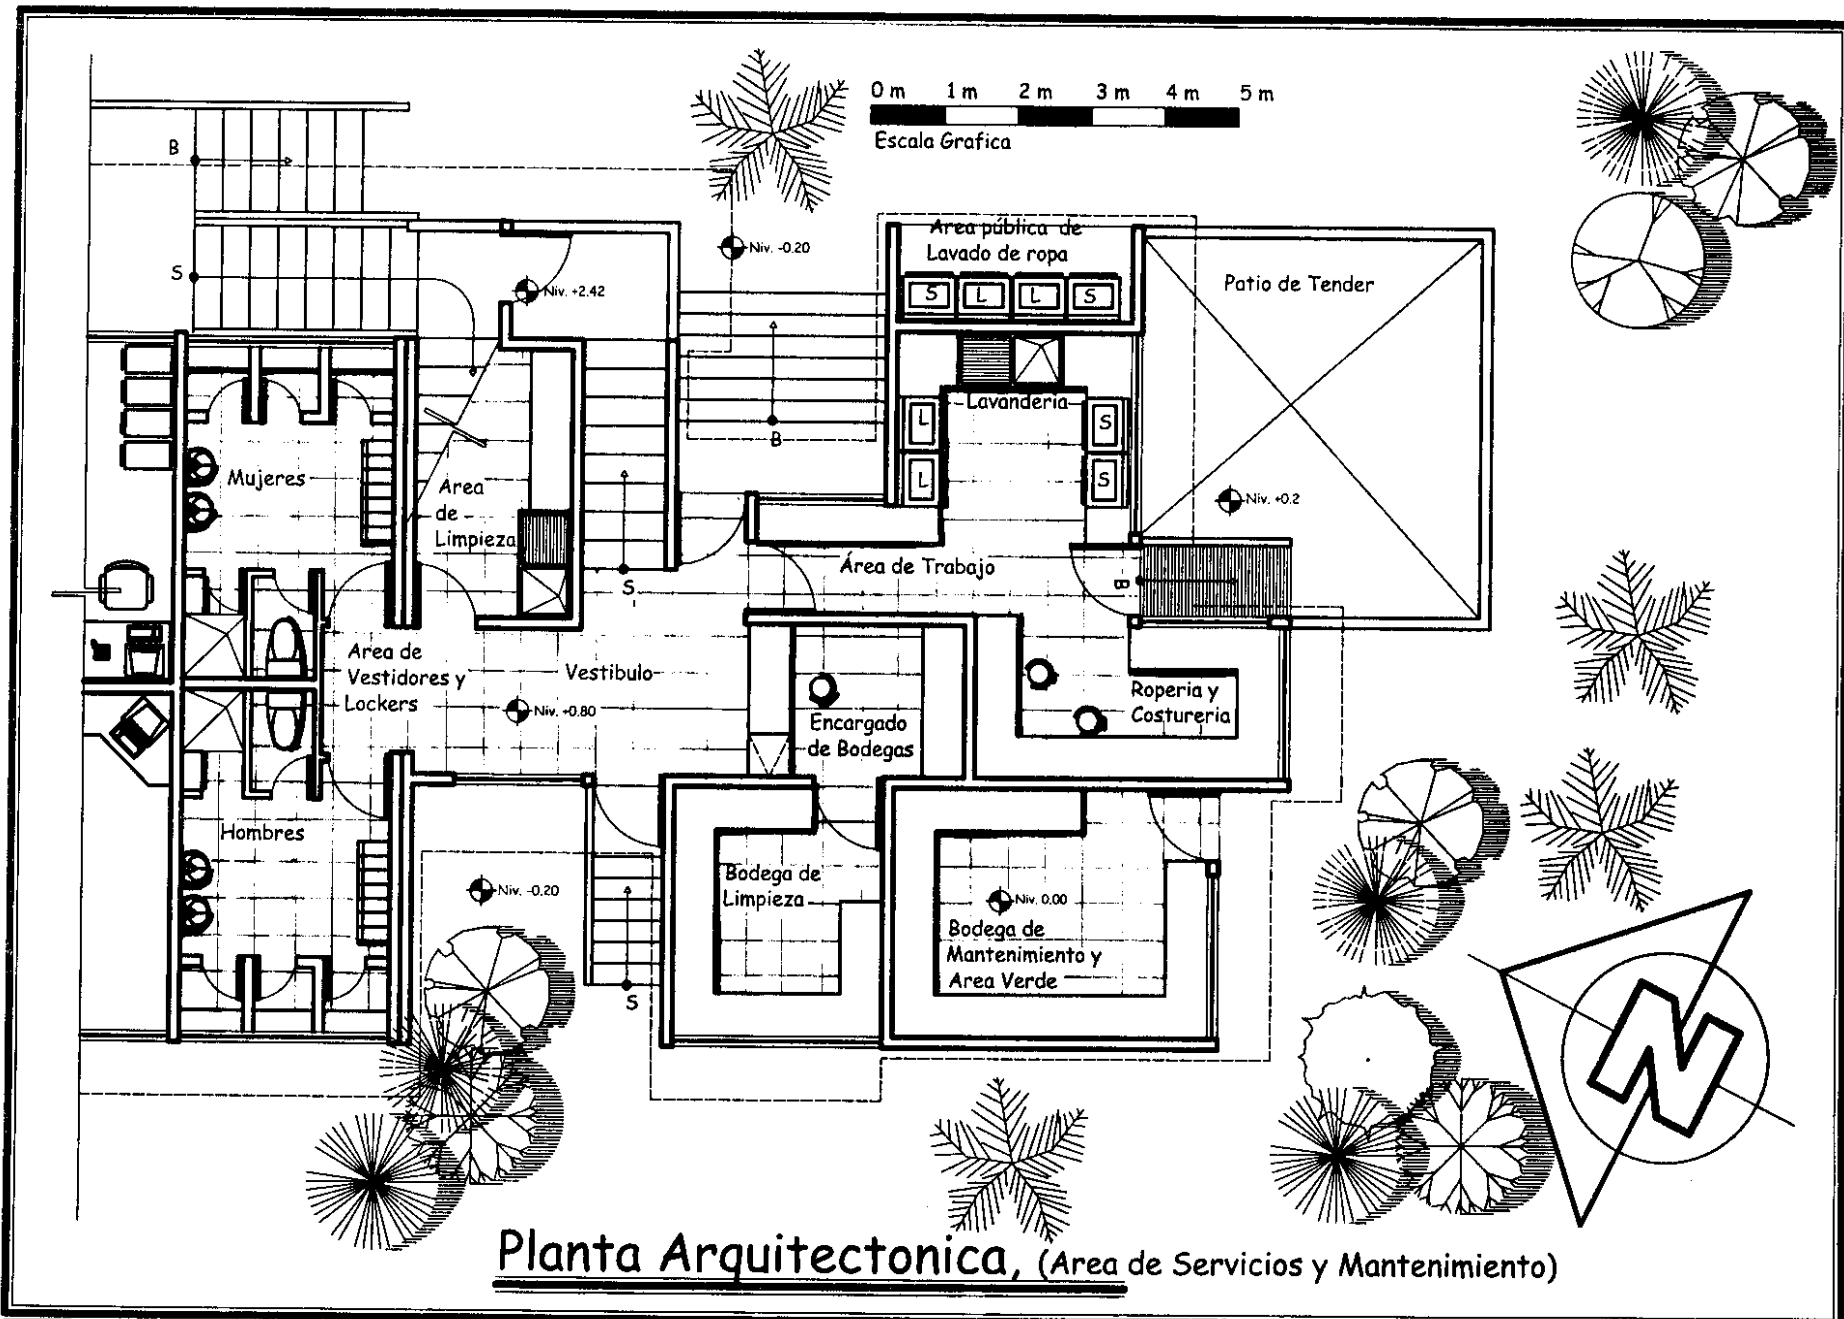 0 m 1 m 2 m 3 m 4 m 5 m
Escala Grafica
B
Niv. -0.20
Area pública de
Lavado de ropa
S
Niv. +2.42
S L L S
Patio de Tender
Lavanderia
L
S
B
Mujeres
Area
de
Limpieza
L
S
Niv. +0.2
S
Área de Trabajo
B
Area de
Vestidores y
Lockers
Vestibulo
Niv. +0.80
Encargado
de Bodegas
Roperia y
Costureria
Hombres
Niv. -0.20
Bodega de
Limpieza
Niv. 0.00
Bodega de
Mantenimiento y
Area Verde
S
N
Planta Arquitectonica, (Area de Servicios y Mantenimiento)